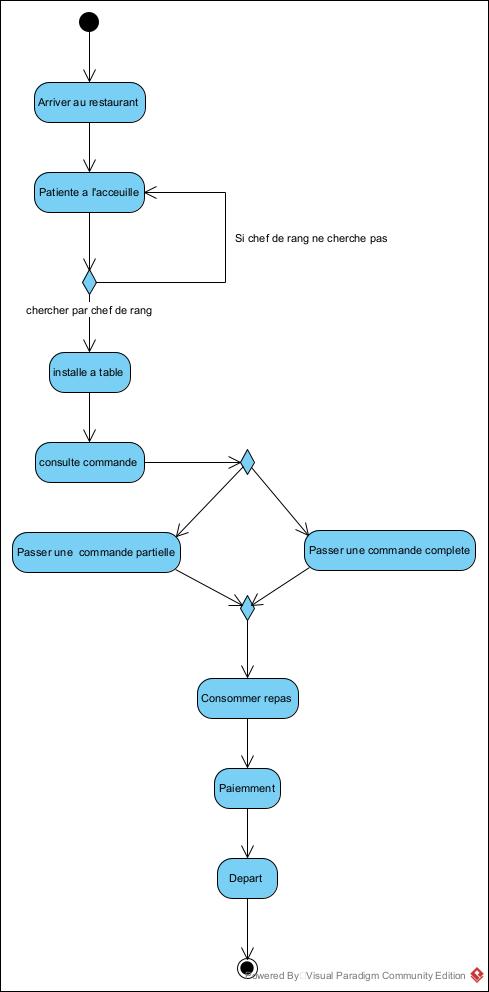 Arriver au restaurant
Patiente a l'acceuille
Si chef de rang ne cherche pas
chercher par chef de rang
installe a table
consulte commande
Passer une commande partielle
Passer une commande complete
Consommer repas
Paiemment
Depart
Powered By Visual Paradigm Community Edition